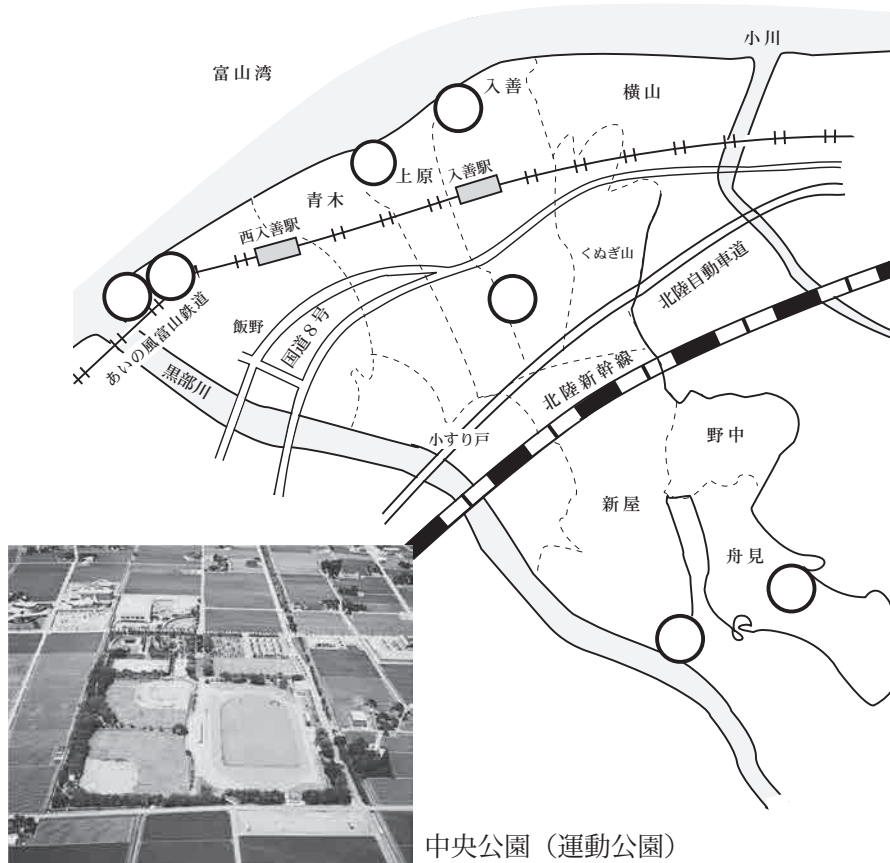 小川
富山湾
入善
横山
入善駅
上原
青木
西入善駅
くぬぎ山
北陸自動車道
あいの風富山鉄道
飯野
国道8号
黒部川
北陸新幹線
小すり戸
野中
新屋
舟見
中央公園（運動公園）